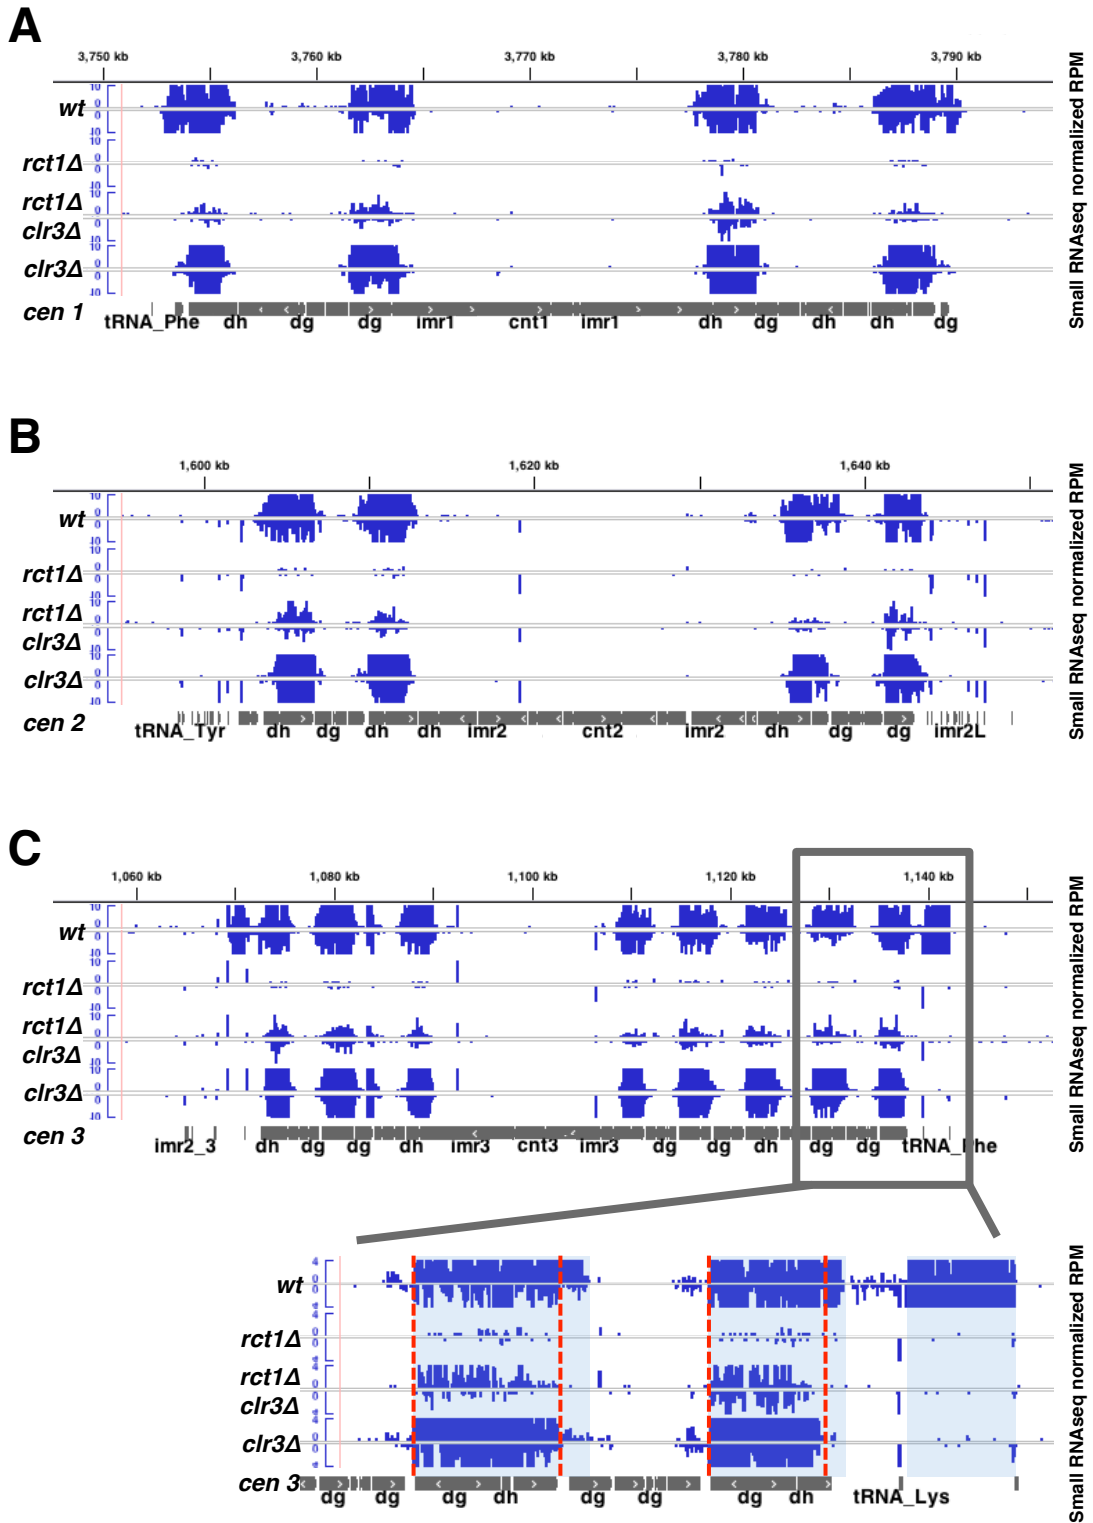 A
3,750 kb 3,760 kb 3,770 kb 3,780 kb 3,790 kb
wt
rct1Δ
rct1Δ
clr3Δ
clr3Δ
cen 1
tRNA_Phe dh dg dg imr1 cnt1 imr1 dh dg dh dh dg
Small RNAseq normalized RPM
B
1,600 kb 1,620 kb 1,640 kb
wt
rct1Δ
rct1Δ
clr3Δ
clr3Δ
cen 2
tRNA_Tyr dh dg dh dh imr2 cnt2 imr2 dh dg dg imr2L
Small RNAseq normalized RPM
C
1,060 kb 1,080 kb 1,100 kb 1,120 kb 1,140 kb
wt
rct1Δ
rct1Δ
clr3Δ
clr3Δ
cen 3
imr2_3 dh dg dg dh imr3 cnt3 imr3 dg dg dh dg dg tRNA_Phe
Small RNAseq normalized RPM
wt
rct1Δ
rct1Δ
clr3Δ
clr3Δ
cen 3
dg dg dg dh dg dg dg dh tRNA_Lys
Small RNAseq normalized RPM